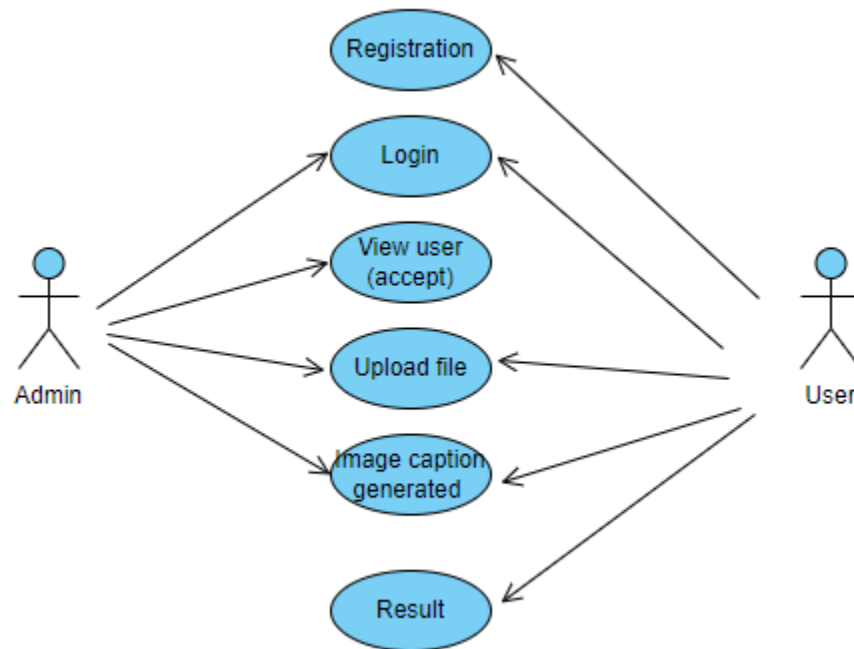 Registration
Login
View user
(accept)
Upload file
Image caption
generated
Result
Admin
User